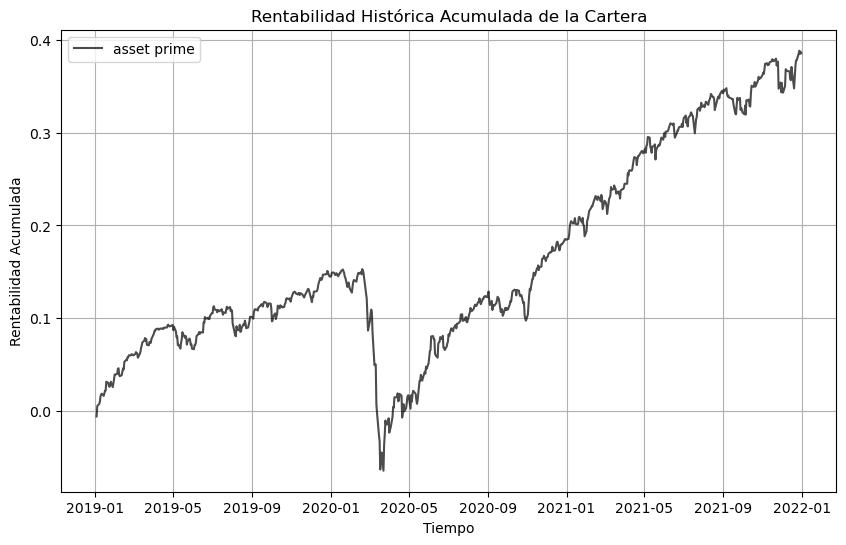 Rentabilidad Histórica Acumulada de la Cartera
asset prime
Rentabilidad Acumulada
0.4
0.3
0.2
0.1
0.0
2019-01 2019-05 2019-09 2020-01 2020-05 2020-09 2021-01 2021-05 2021-09 2022-01
Tiempo